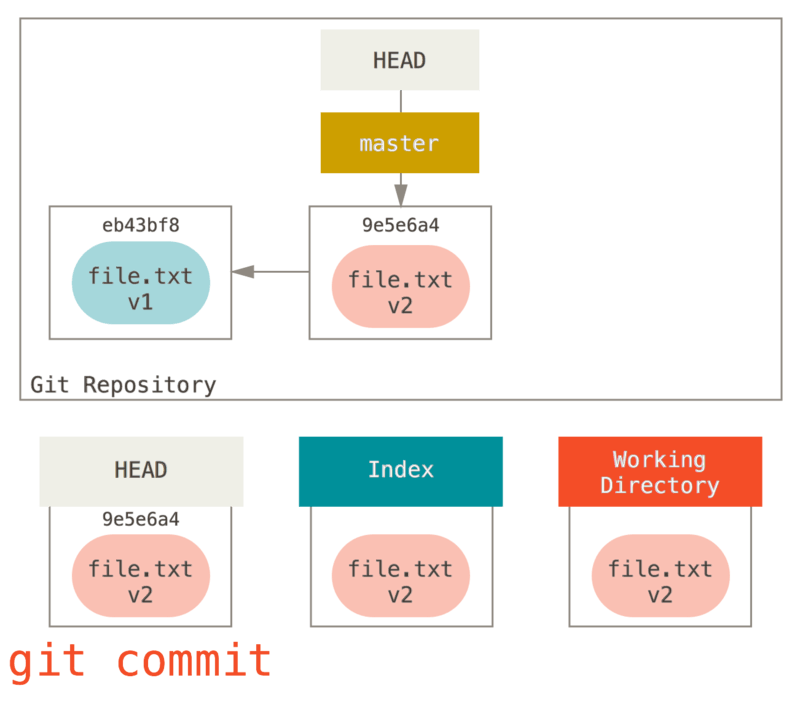 HEAD
master
eb43bf8
file.txt
v1
9e5e6a4
file.txt
v2
Git Repository
HEAD
9e5e6a4
file.txt
v2
Index
file.txt
v2
Working
Directory
file.txt
v2
git commit